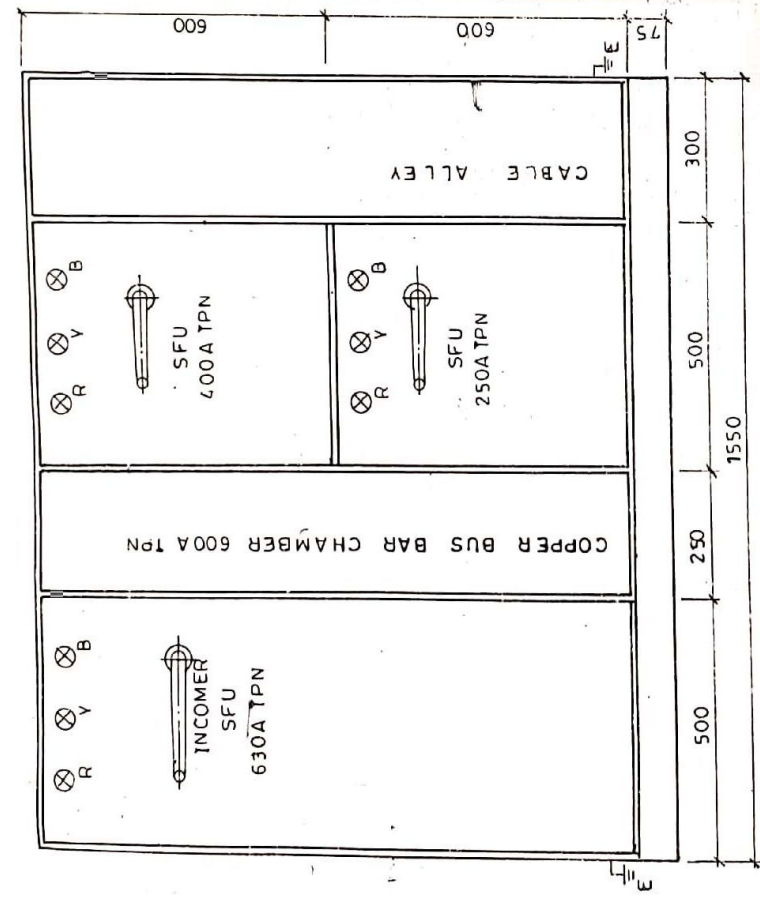 600
600
75
E
300
CABLE ALLEY
R
Y
B
SFU
400A TPN
R
Y
B
SFU
250A TPN
500
1550
COPPER BUS BAR CHAMBER 600A TPN
250
R
Y
B
INCOMER
SFU
630A TPN
500
E